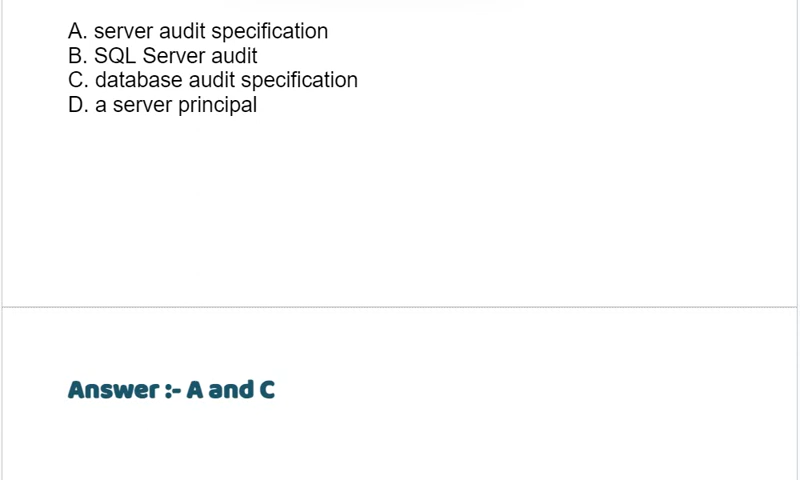 A. server audit specification
B. SQL Server audit
C. database audit specification
D. a server principal
Answer :- A and C